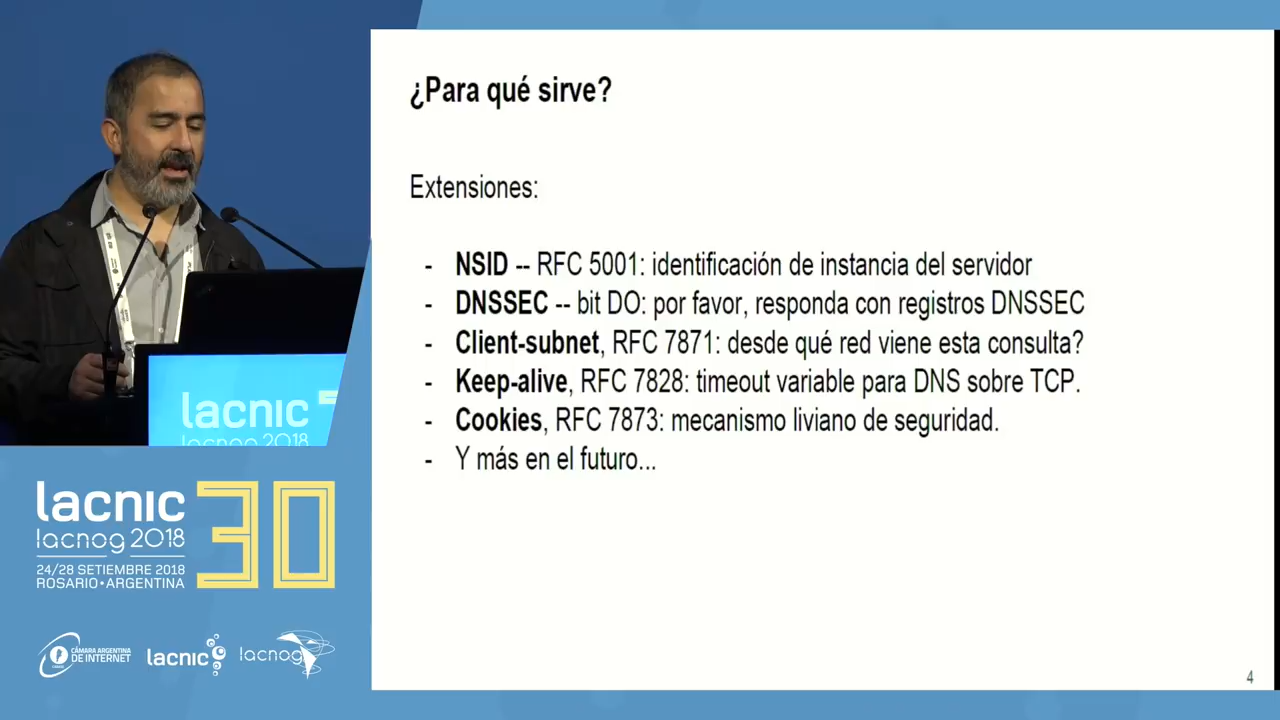 ¿Para qué sirve?
Extensiones:
- NSID -- RFC 5001: identificación de instancia del servidor
- DNSSEC -- bit DO: por favor, responda con registros DNSSEC
- Client-subnet, RFC 7871: desde qué red viene esta consulta?
- Keep-alive, RFC 7828: timeout variable para DNS sobre TCP.
- Cookies, RFC 7873: mecanismo liviano de seguridad.
- Y más en el futuro...
4
lacnic
lacnog 2018
lacnic 30
lacnog 2018
24/28 SETIEMBRE 2018
ROSARIO•ARGENTINA
CÁMARA ARGENTINA
DE INTERNET
lacnic
lacnog